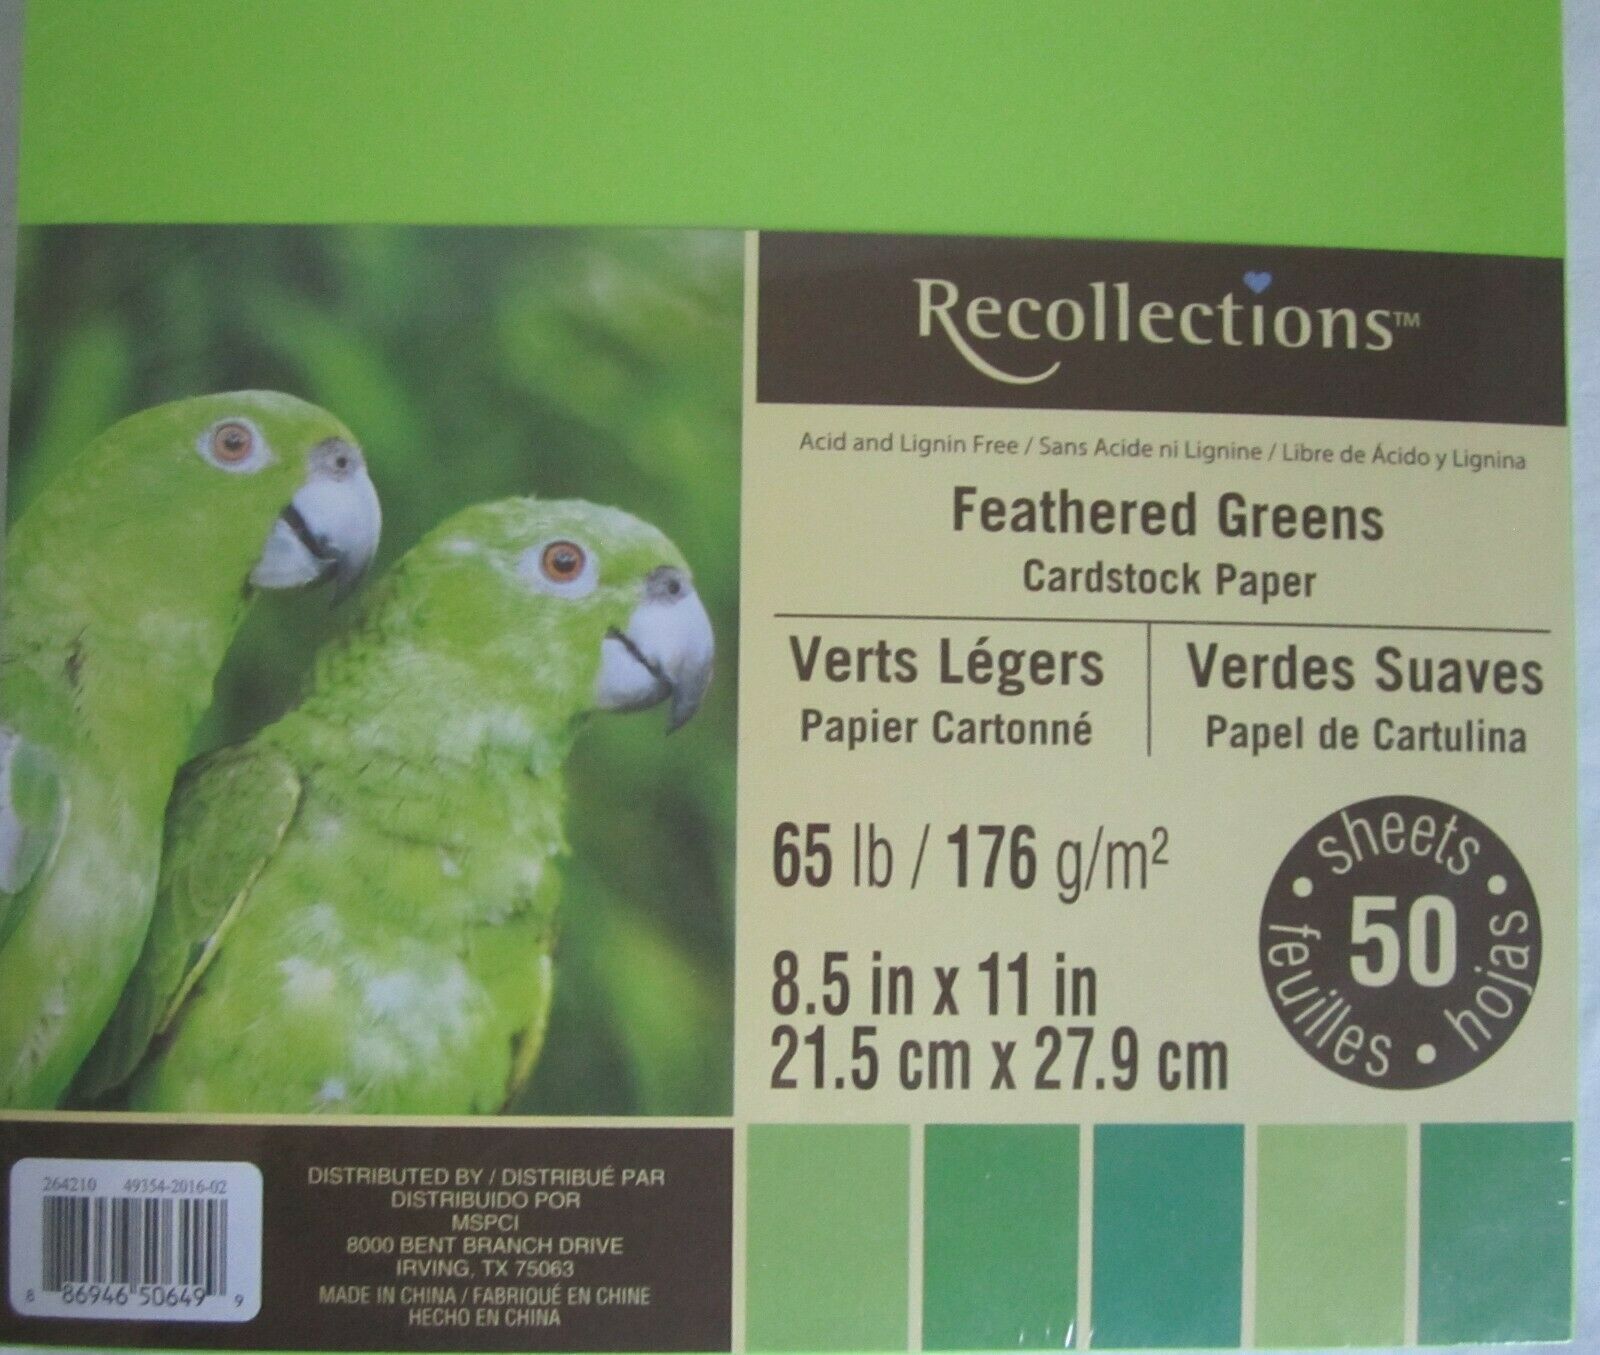 Recollections™
Acid and Lignin Free / Sans Acide ni Lignine / Libre de Ácido y Lignina
Feathered Greens
Cardstock Paper
Verts Légers
Papier Cartonné
Verdes Suaves
Papel de Cartulina
65 lb / 176 g/m²
8.5 in x 11 in
21.5 cm x 27.9 cm
sheets
50
feuilles • hojas
264210 49354-2016-02
8 86946 50649 9
DISTRIBUTED BY / DISTRIBUÉ PAR
DISTRIBUIDO POR
MSPCI
8000 BENT BRANCH DRIVE
IRVING, TX 75063
MADE IN CHINA / FABRIQUÉ EN CHINE
HECHO EN CHINA